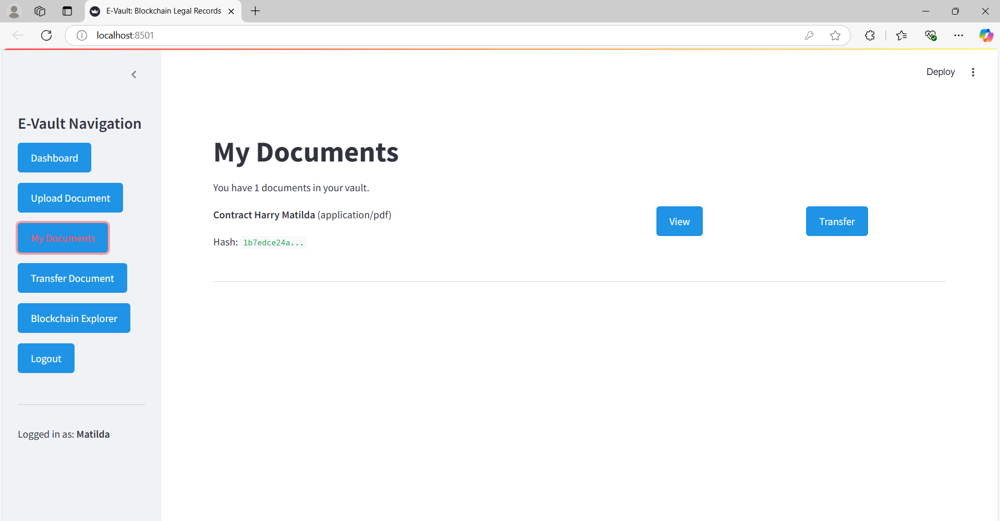 E-Vault: Blockchain Legal Records
localhost:8501
Deploy
E-Vault Navigation
Dashboard
Upload Document
My Documents
Transfer Document
Blockchain Explorer
Logout
Logged in as: Matilda
My Documents
You have 1 documents in your vault.
Contract Harry Matilda (application/pdf)
Hash: 1b7edce24a...
View
Transfer